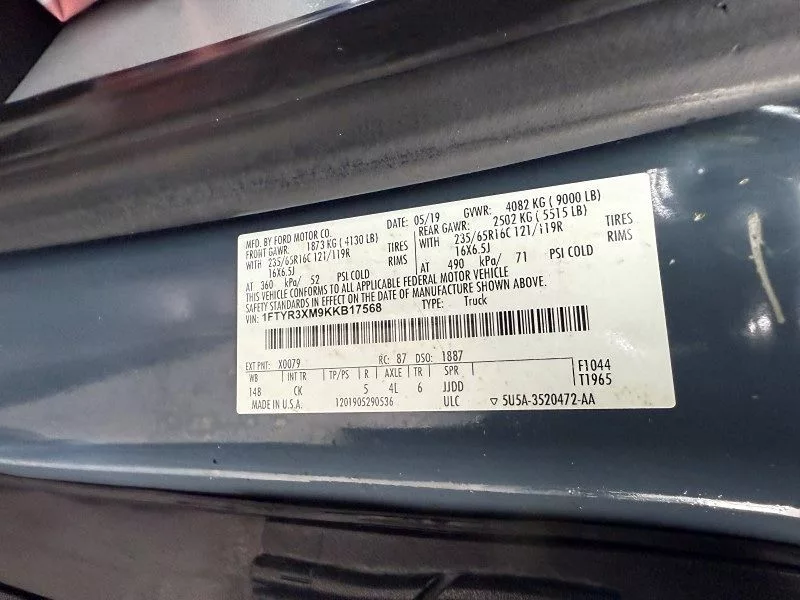 MFD. BY FORD MOTOR CO. DATE: 05/19 GVWR: 4082 KG ( 9000 LB)
FRONT GAWR: 1873 KG ( 4130 LB) REAR GAWR: 2502 KG ( 5515 LB)
WITH 235/65R16C 121/119R TIRES WITH 235/65R16C 121/119R TIRES
16X6.5J RIMS 16X6.5J RIMS
AT 360 kPa/ 52 PSI COLD AT 490 kPa/ 71 PSI COLD
THIS VEHICLE CONFORMS TO ALL APPLICABLE FEDERAL MOTOR VEHICLE
SAFETY STANDARDS IN EFFECT ON THE DATE OF MANUFACTURE SHOWN ABOVE.
VIN: 1FTYR3XM9KKB17568 TYPE: Truck
EXT PNT: X0079 RC: 87 DSO: 1887
WB INT TR TP/PS R AXLE TR SPR F1044
148 CK 5 4L 6 JJDD T1965
MADE IN U.S.A. 1201905290536 ULC ▽ 5U5A-3520472-AA